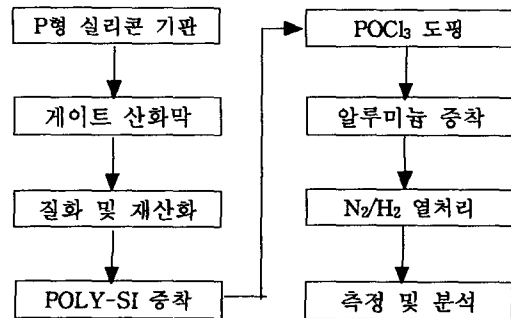 P형 실리콘 기판
게이트 산화막
질화 및 재산화
POLY-SI 증착
POCl₃ 도핑
알루미늄 증착
N₂/H₂ 열처리
측정 및 분석